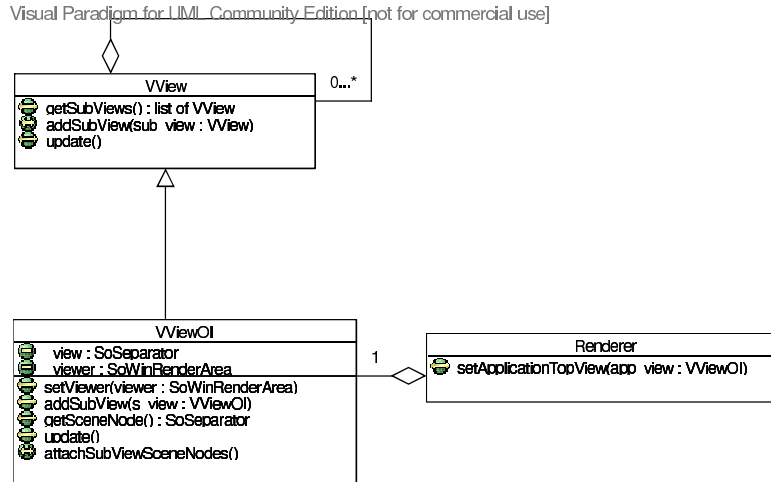 Visual Paradigm for UML Community Edition [not for commercial use]
VView
0...*
getSubViews() : list of VView
addSubView(sub_view : VView)
update()
VViewOI
view : SoSeparator
viewer : SoWinRenderArea
setViewer(viewer : SoWinRenderArea)
addSubView(s_view : VViewOI)
getSceneNode() : SoSeparator
update()
attachSubViewSceneNodes()
1
Renderer
setApplicationTopView(app_view : VViewOI)